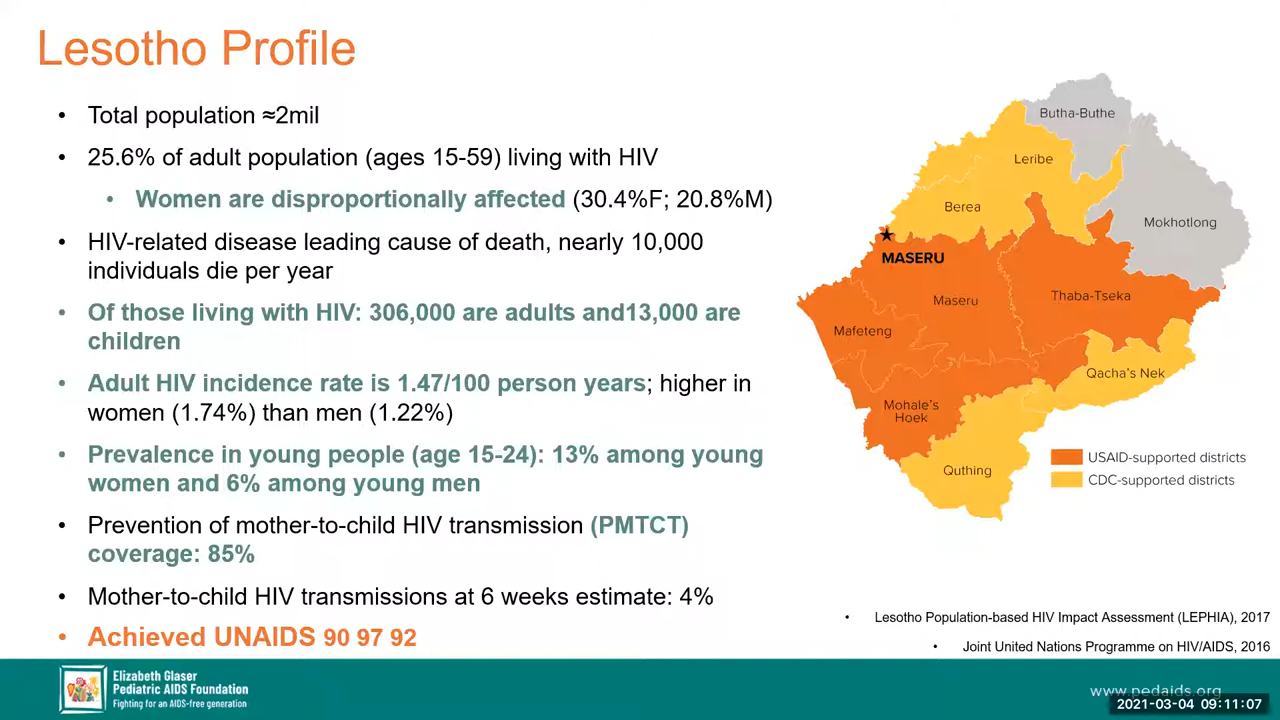 Lesotho Profile
• Total population ≈2mil
• 25.6% of adult population (ages 15-59) living with HIV
• Women are disproportionally affected (30.4%F; 20.8%M)
• HIV-related disease leading cause of death, nearly 10,000
individuals die per year
• Of those living with HIV: 306,000 are adults and13,000 are
children
• Adult HIV incidence rate is 1.47/100 person years; higher in
women (1.74%) than men (1.22%)
• Prevalence in young people (age 15-24): 13% among young
women and 6% among young men
• Prevention of mother-to-child HIV transmission (PMTCT)
coverage: 85%
• Mother-to-child HIV transmissions at 6 weeks estimate: 4%
• Achieved UNAIDS 90 97 92
Butha-Buthe
Leribe
Berea
Mokhotlong
MASERU
Maseru
Thaba-Tseka
Mafeteng
Qacha's Nek
Mohale's
Hoek
Quthing
USAID-supported districts
CDC-supported districts
• Lesotho Population-based HIV Impact Assessment (LEPHIA), 2017
• Joint United Nations Programme on HIV/AIDS, 2016
Elizabeth Glaser
Pediatric AIDS Foundation
Fighting for an AIDS-free generation
www.pedaids.org
2021-03-04 09:11:07